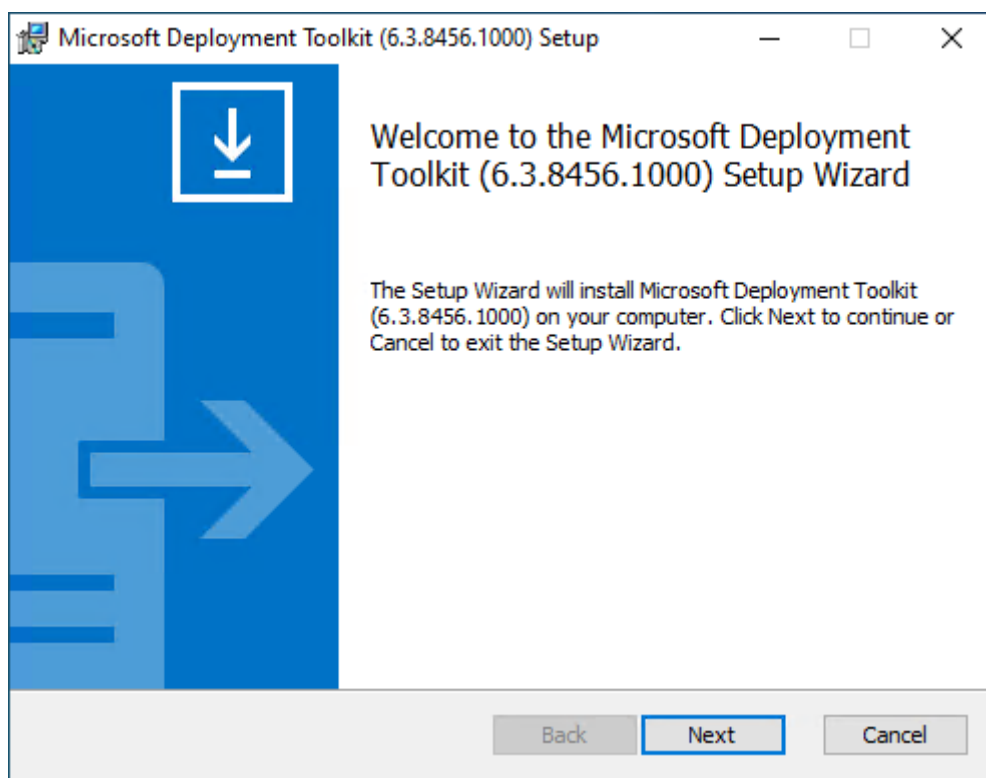 Microsoft Deployment Toolkit (6.3.8456.1000) Setup
Welcome to the Microsoft Deployment
Toolkit (6.3.8456.1000) Setup Wizard
The Setup Wizard will install Microsoft Deployment Toolkit
(6.3.8456.1000) on your computer. Click Next to continue or
Cancel to exit the Setup Wizard.
Back Next Cancel